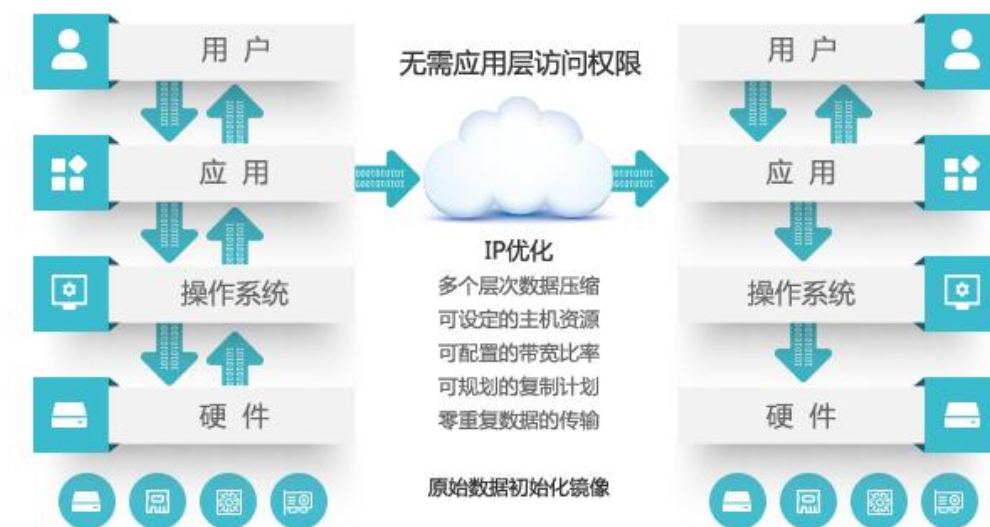 用户
应用
操作系统
硬件
无需应用层访问权限
IP优化
多个层次数据压缩
可设定的主机资源
可配置的带宽比率
可规划的复制计划
零重复数据的传输
原始数据初始化镜像
用户
应用
操作系统
硬件